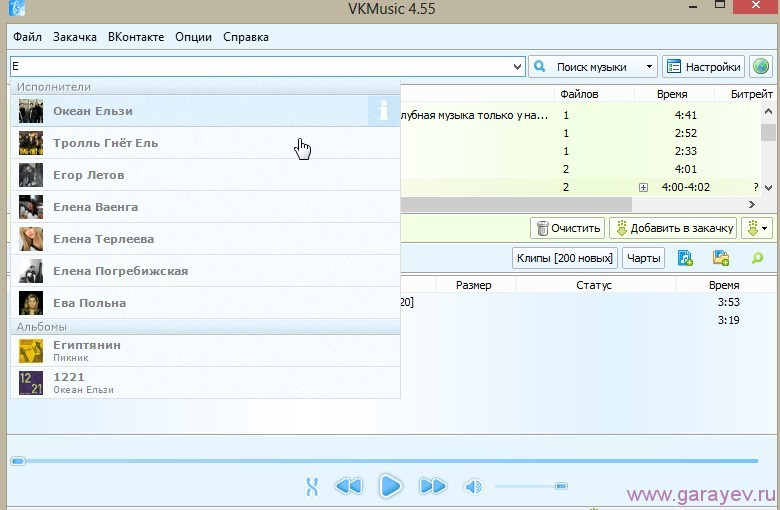 VKMusic 4.55
Файл Закачка ВКонтакте Опции Справка
Е
Поиск музыки Настройки
Исполнители
Файлов Время Битрейт
Океан Ельзи
лубная музыка только у на... 1 4:41
1 2:52
Тролль Гнёт Ель
1 2:33
2 4:01
Егор Летов
2 4:00-4:02 ?
Елена Ваенга
Очистить Добавить в закачку
Елена Терлеева
Клипы [200 новых] Чарты
Елена Погребижская
Размер Статус Время
Ева Польна
20] 3:53
3:19
Альбомы
Египтянин
Пикник
1221
Океан Ельзи
12
21
www.garayev.ru